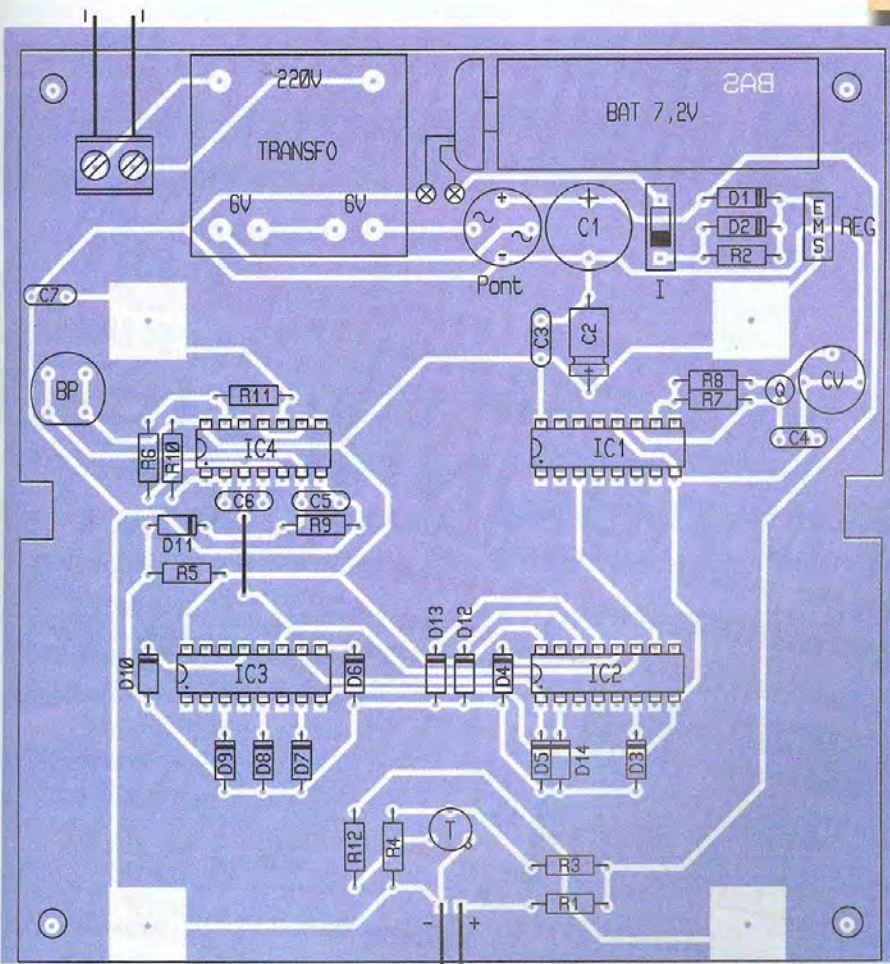 220V
TRANSFO
6V 6V
BAT 7,2V
BAS
+
-
Pont
+
C1
I
D1
D2
R2
E
M
S
REG
C7
C3
C2
+
BP
R11
R8
R7
Q
CV
R6
R10
IC4
IC1
C4
C6
C5
D11
R9
R5
D13
D12
D10
IC3
D6
D4
IC2
D9
D8
D7
D5
D14
D3
R12
R4
T
R3
R1
- +